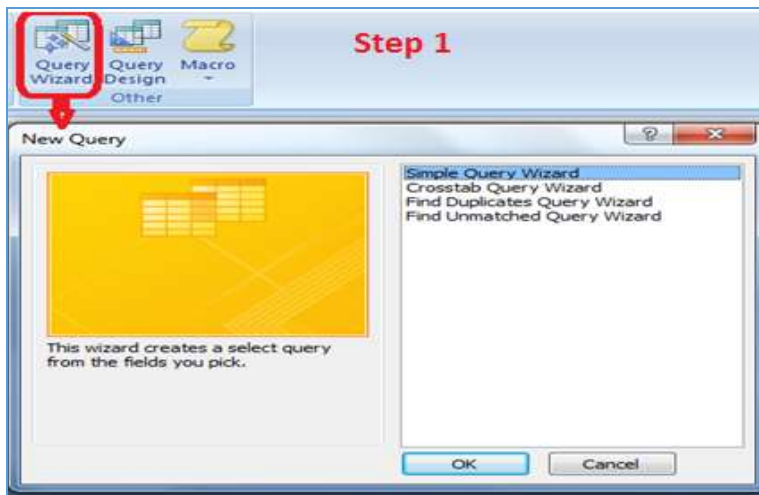 Step 1
Query Query Macro
Wizard Design
Other
New Query
Simple Query Wizard
Crosstab Query Wizard
Find Duplicates Query Wizard
Find Unmatched Query Wizard
This wizard creates a select query
from the fields you pick.
OK Cancel